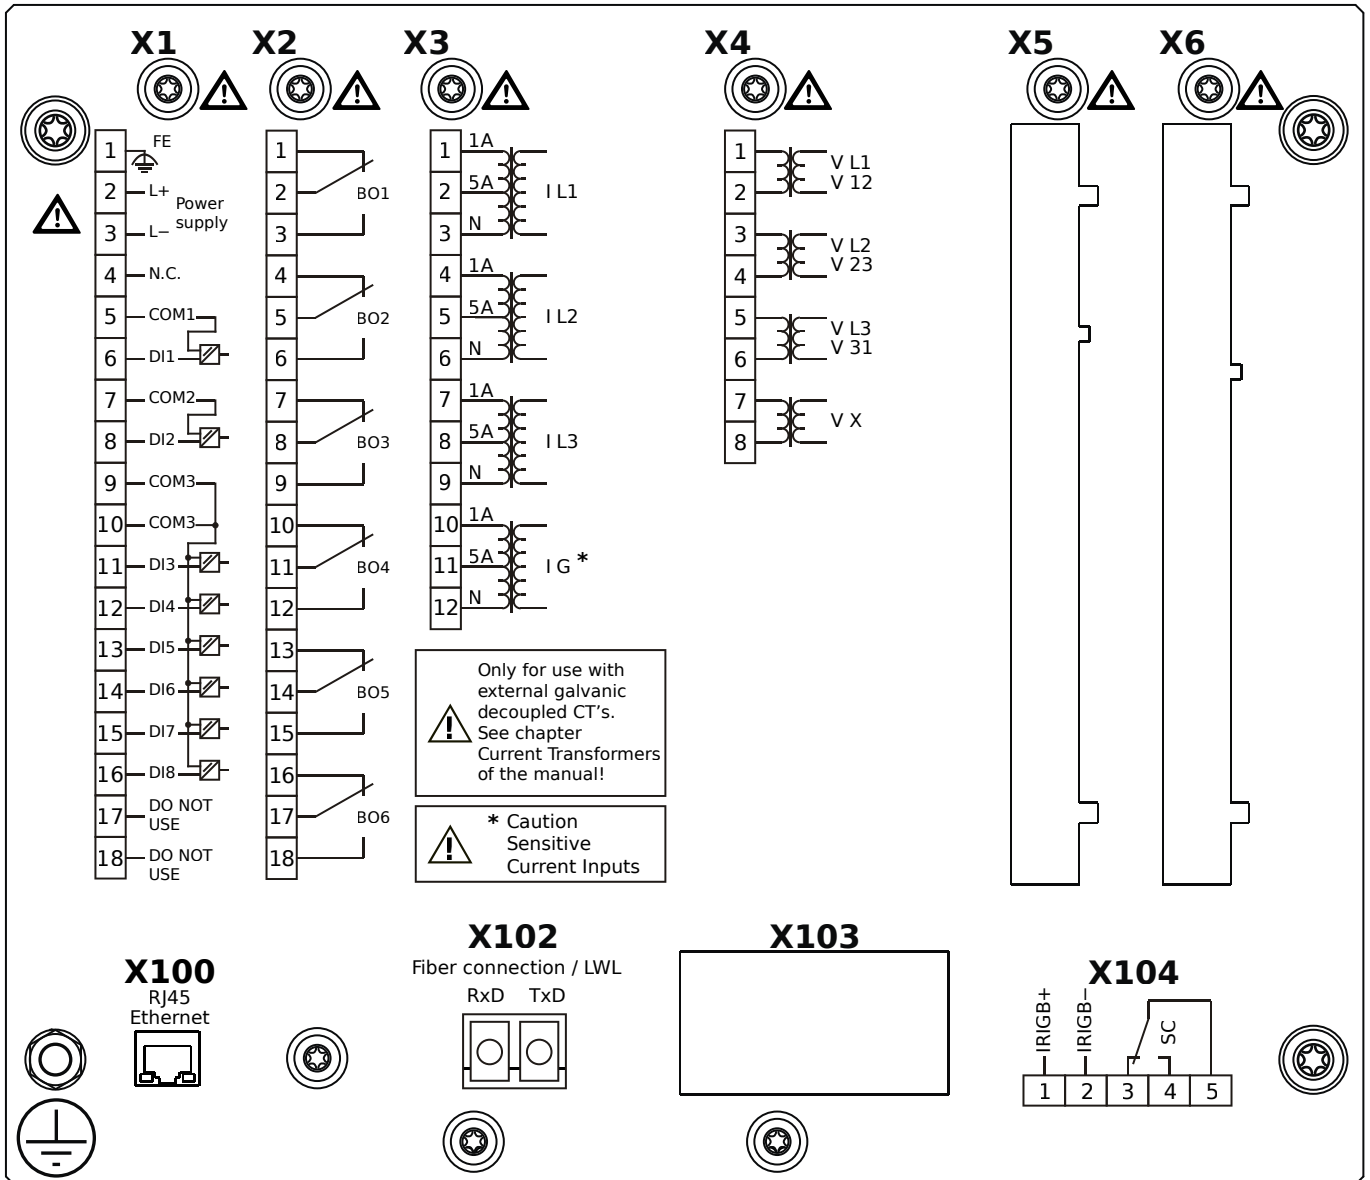 X1
X2
X3
X4
X5
X6
1 FE
2 L+
Power
supply
3 L−
4 N.C.
5 COM1
6 DI1
7 COM2
8 DI2
9 COM3
10 COM3
11 DI3
12 DI4
13 DI5
14 DI6
15 DI7
16 DI8
17 DO NOT
USE
18 DO NOT
USE
1
2 BO1
3
4
5 BO2
6
7
8 BO3
9
10
11 BO4
12
13
14 BO5
15
16
17 BO6
18
1 1A
2 5A I L1
3 N
4 1A
5 5A I L2
6 N
7 1A
8 5A I L3
9 N
10 1A
11 5A I G *
12 N
Only for use with
external galvanic
decoupled CT's.
See chapter
Current Transformers
of the manual!
* Caution
Sensitive
Current Inputs
1 V L1
2 V 12
3 V L2
4 V 23
5 V L3
6 V 31
7 V X
8
X100
RJ45
Ethernet
X102
Fiber connection / LWL
RxD TxD
X103
X104
IRIGB+
IRIGB−
SC
1 2 3 4 5